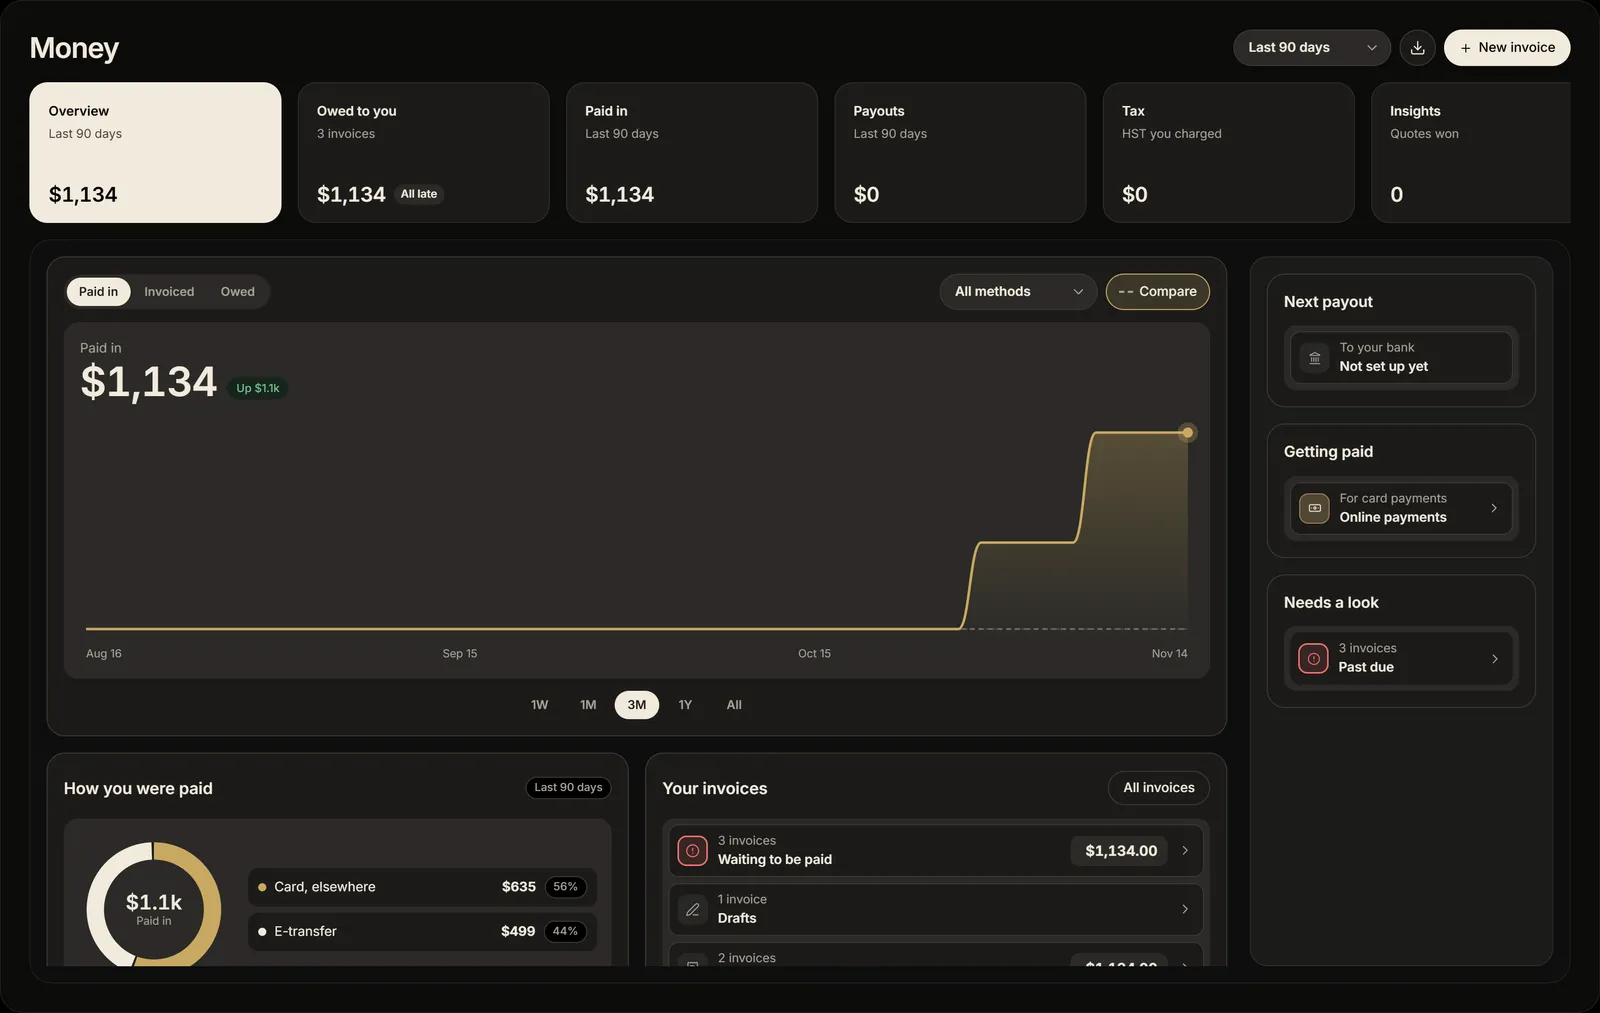 Money
Last 90 days
+ New invoice
Overview
Last 90 days
$1,134
Owed to you
3 invoices
$1,134 All late
Paid in
Last 90 days
$1,134
Payouts
Last 90 days
$0
Tax
HST you charged
$0
Insights
Quotes won
0
Paid in Invoiced Owed
All methods
-- Compare
Paid in
$1,134 Up $1.1k
Aug 16 Sep 15 Oct 15 Nov 14
1W 1M 3M 1Y All
Next payout
To your bank
Not set up yet
Getting paid
For card payments
Online payments
Needs a look
3 invoices
Past due
How you were paid
Last 90 days
$1.1k
Paid in
Card, elsewhere $635 56%
E-transfer $499 44%
Your invoices
All invoices
3 invoices
Waiting to be paid
$1,134.00
1 invoice
Drafts
2 invoices
$1,134.00